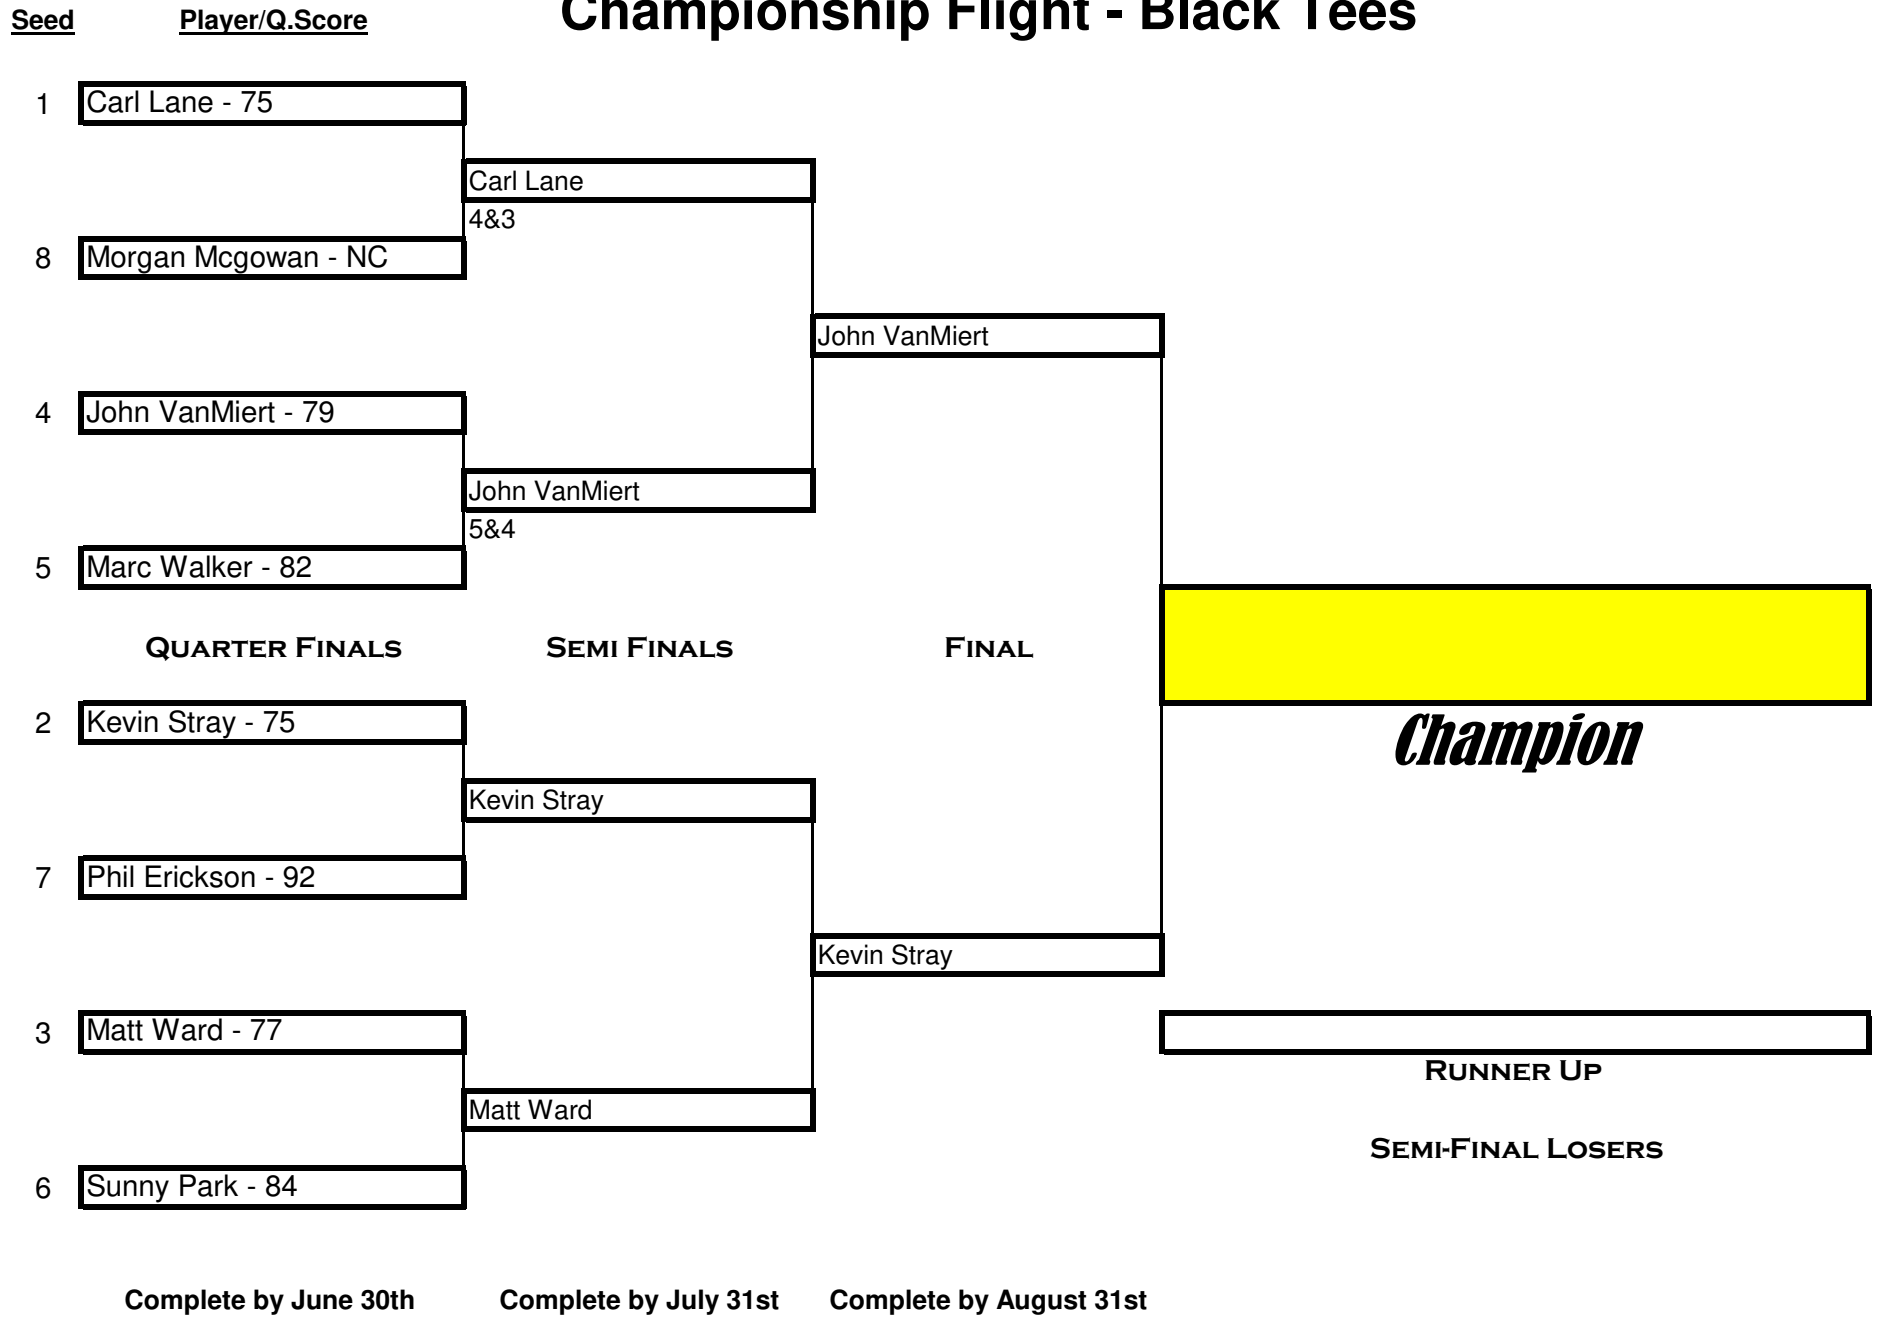 Championship Flight - Black Tees
Seed Player/Q.Score
1 Carl Lane - 75
Carl Lane
4&3
8 Morgan Mcgowan - NC
John VanMiert
4 John VanMiert - 79
John VanMiert
5&4
5 Marc Walker - 82
Quarter Finals Semi Finals Final
2 Kevin Stray - 75
Champion
Kevin Stray
7 Phil Erickson - 92
Kevin Stray
3 Matt Ward - 77
Runner Up
Matt Ward
Semi-Final Losers
6 Sunny Park - 84
Complete by June 30th Complete by July 31st Complete by August 31st